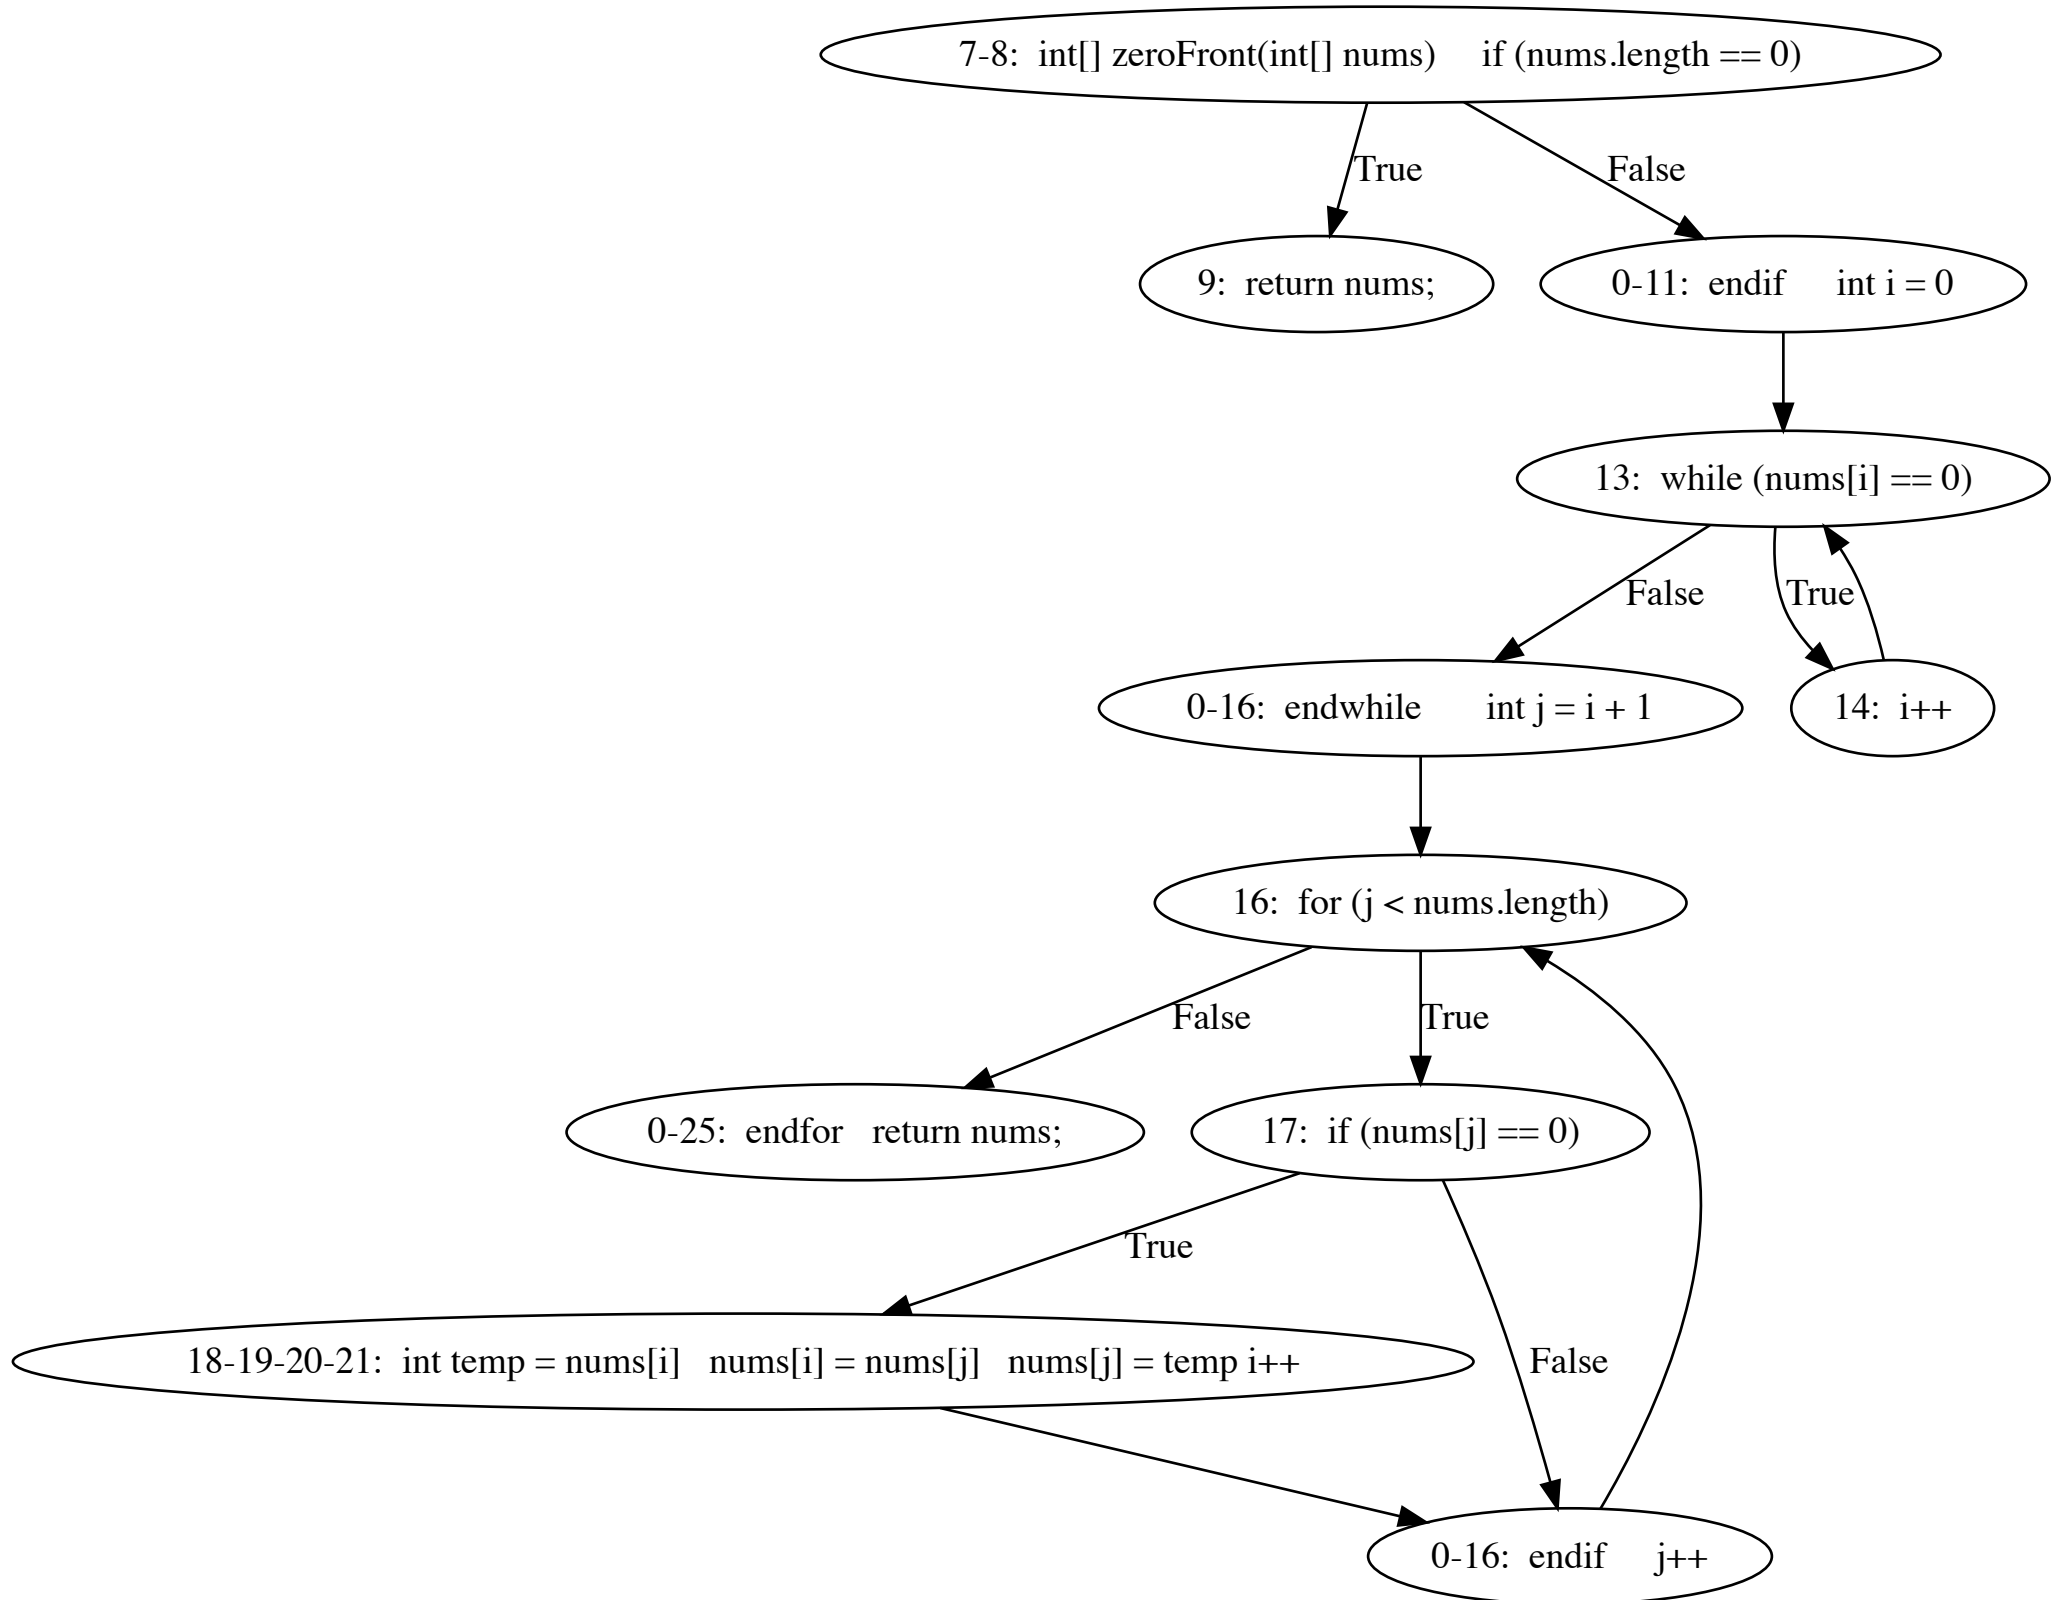 7-8: int[] zeroFront(int[] nums) if (nums.length == 0)
True
False
9: return nums;
0-11: endif int i = 0
13: while (nums[i] == 0)
False
True
0-16: endwhile int j = i + 1
14: i++
16: for (j < nums.length)
False
True
0-25: endfor return nums;
17: if (nums[j] == 0)
True
18-19-20-21: int temp = nums[i] nums[i] = nums[j] nums[j] = temp i++
False
0-16: endif j++